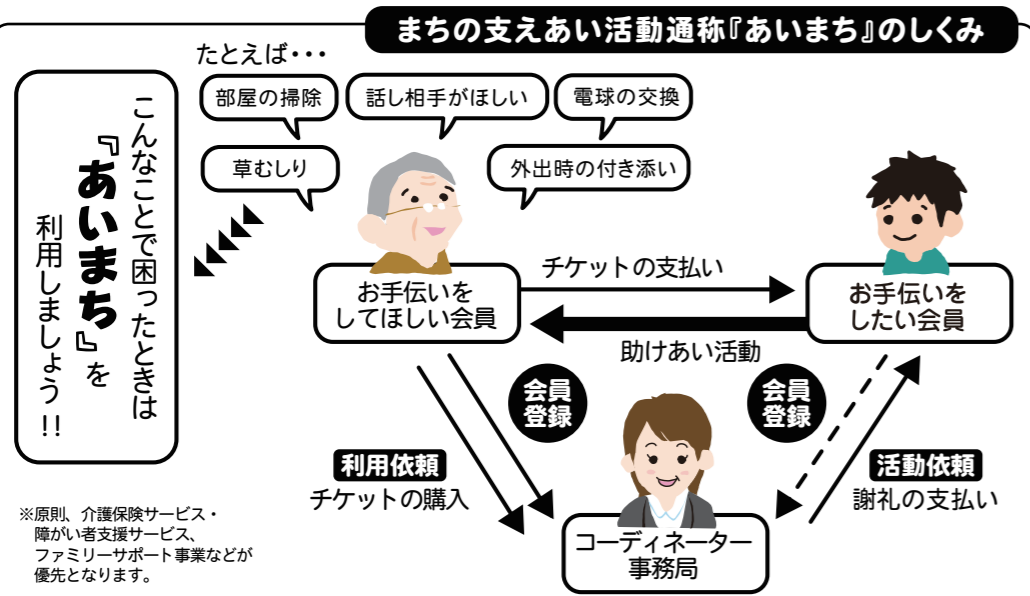 まちの支えあい活動通称『あいまち』のしくみ
こんなことで困ったときは
『あいまち』を
利用しましょう!!
たとえば・・・
部屋の掃除
話し相手がほしい
電球の交換
草むしり
外出時の付き添い
お手伝いを
してほしい会員
チケットの支払い
助けあい活動
お手伝いを
したい会員
会員
登録
会員
登録
利用依頼
チケットの購入
活動依頼
謝礼の支払い
コーディネーター
事務局
※原則、介護保険サービス・
障がい者支援サービス、
ファミリーサポート事業などが
優先となります。